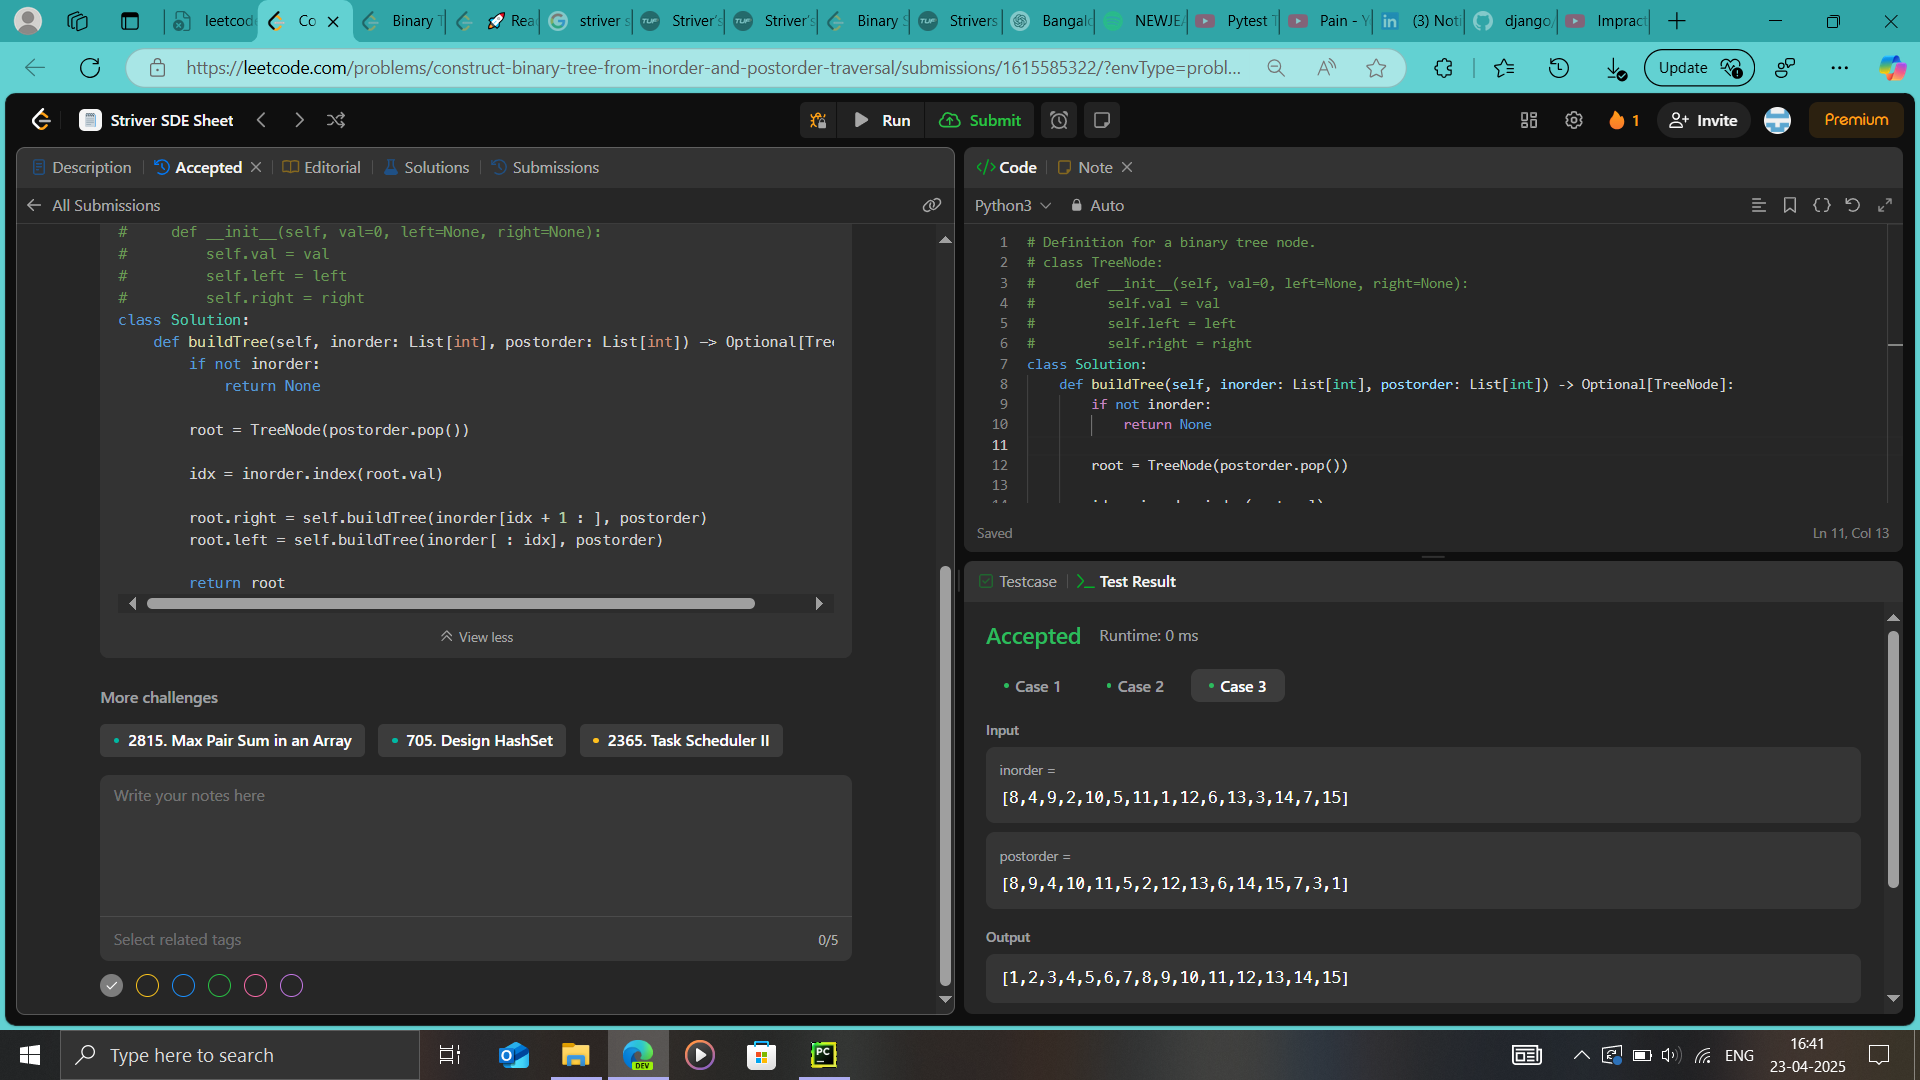 leetcod
Co
Binary T
Rea
striver s
Striver's
Striver's
Binary S
Strivers
Bangalo
NEWJEA
Pytest T
Pain - Y
(3) Noti
django/
Impract
https://leetcode.com/problems/construct-binary-tree-from-inorder-and-postorder-traversal/submissions/1615585322/?envType=probl...
Update
Striver SDE Sheet
Run
Submit
1
Invite
Premium
Description
Accepted
Editorial
Solutions
Submissions
All Submissions
#     def __init__(self, val=0, left=None, right=None):
#         self.val = val
#         self.left = left
#         self.right = right
class Solution:
    def buildTree(self, inorder: List[int], postorder: List[int]) -> Optional[Tree
        if not inorder:
            return None
        root = TreeNode(postorder.pop())
        idx = inorder.index(root.val)
        root.right = self.buildTree(inorder[idx + 1 : ], postorder)
        root.left = self.buildTree(inorder[ : idx], postorder)
        return root
View less
More challenges
2815. Max Pair Sum in an Array
705. Design HashSet
2365. Task Scheduler II
Write your notes here
Select related tags
0/5
Code
Note
Python3
Auto
1 # Definition for a binary tree node.
2 # class TreeNode:
3 #     def __init__(self, val=0, left=None, right=None):
4 #         self.val = val
5 #         self.left = left
6 #         self.right = right
7 class Solution:
8     def buildTree(self, inorder: List[int], postorder: List[int]) -> Optional[TreeNode]:
9         if not inorder:
10             return None
11
12         root = TreeNode(postorder.pop())
13
Saved
Ln 11, Col 13
Testcase
Test Result
Accepted
Runtime: 0 ms
Case 1
Case 2
Case 3
Input
inorder =
[8,4,9,2,10,5,11,1,12,6,13,3,14,7,15]
postorder =
[8,9,4,10,11,5,2,12,13,6,14,15,7,3,1]
Output
[1,2,3,4,5,6,7,8,9,10,11,12,13,14,15]
Type here to search
DEV
PC
ENG
16:41
23-04-2025